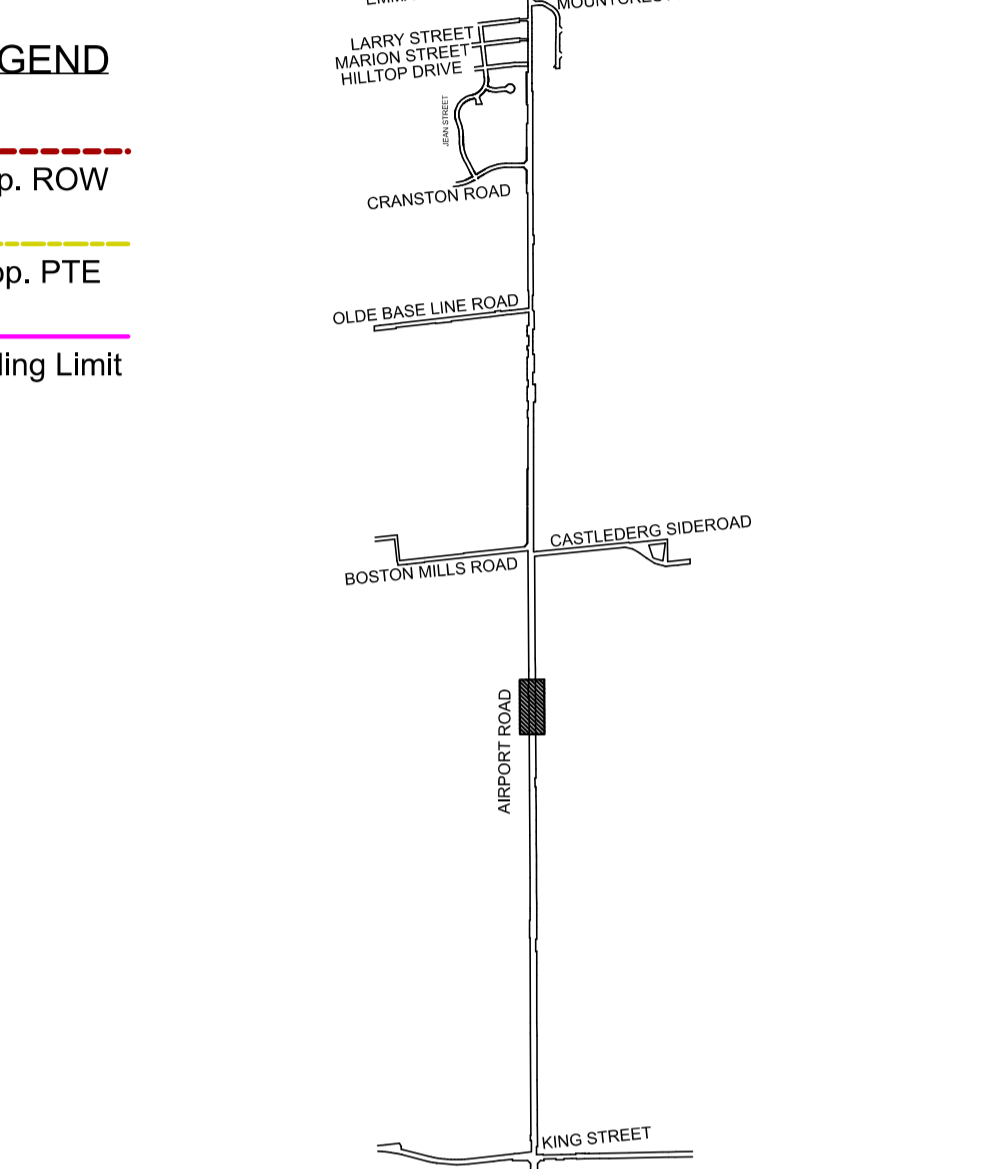 GEND
p. ROW
op. PTE
ling Limit
LARRY STREET
MARION STREET
HILLTOP DRIVE
JEAN STREET
CRANSTON ROAD
OLDE BASE LINE ROAD
CASTLEDERG SIDEROAD
BOSTON MILLS ROAD
AIRPORT ROAD
KING STREET